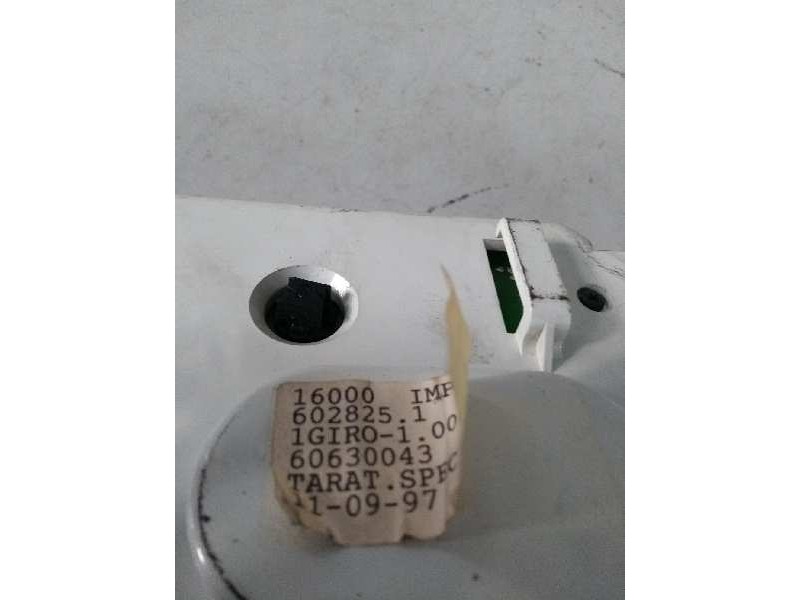 16000 IMP
602825.1
1GIRO-1.00
60630043
TARAT.SPEC
1-09-97